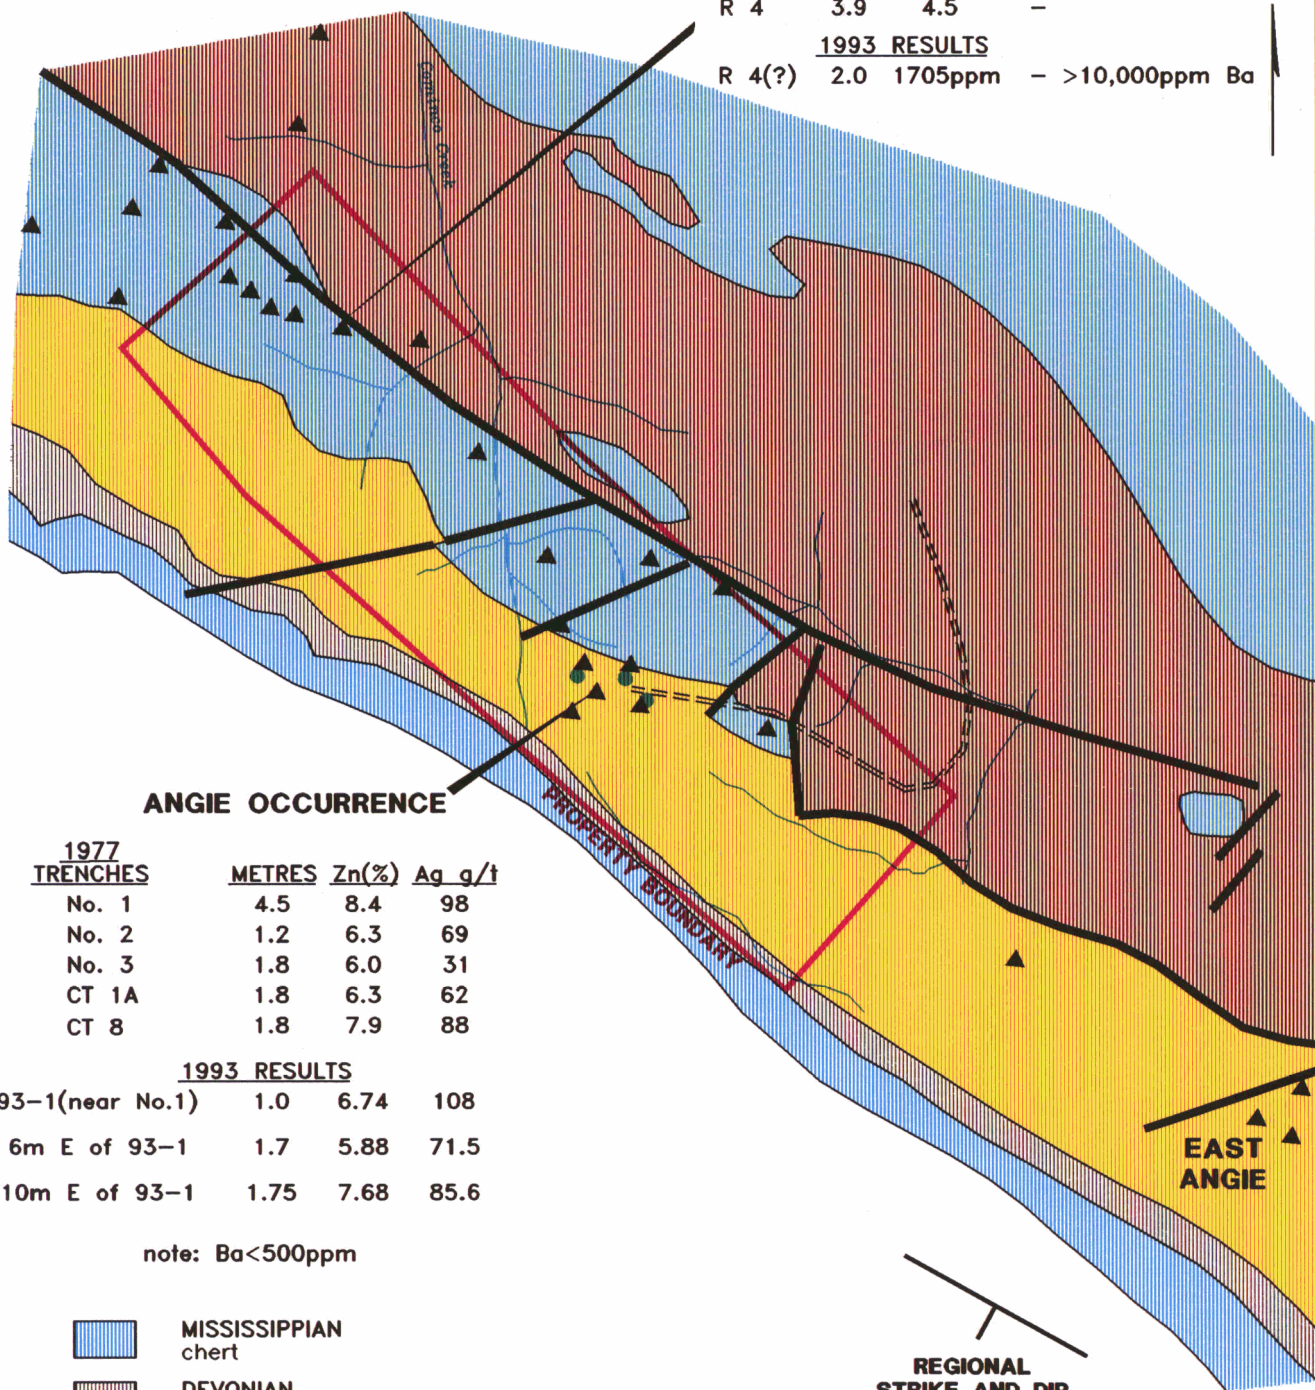 R 4 3.9 4.5 –
1993 RESULTS
R 4(?) 2.0 1705ppm – >10,000ppm Ba
Cominco Creek
ANGIE OCCURRENCE
1977
TRENCHES METRES Zn(%) Ag g/t
No. 1 4.5 8.4 98
No. 2 1.2 6.3 69
No. 3 1.8 6.0 31
CT 1A 1.8 6.3 62
CT 8 1.8 7.9 88
1993 RESULTS
93–1(near No.1) 1.0 6.74 108
6m E of 93–1 1.7 5.88 71.5
10m E of 93–1 1.75 7.68 85.6
note: Ba<500ppm
PROPERTY BOUNDARY
EAST
ANGIE
MISSISSIPPIAN
chert
DEVONIAN
REGIONAL
STRIKE AND DIP